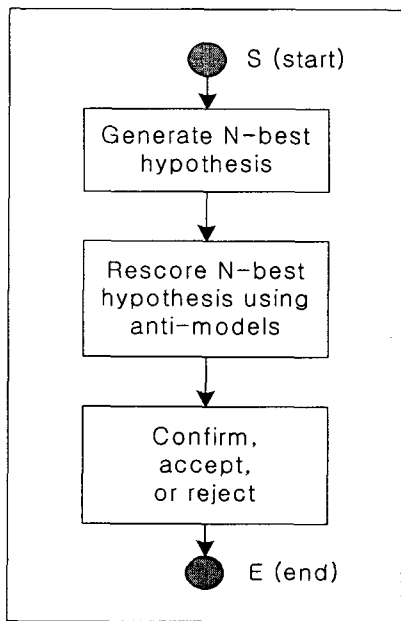 S (start)
Generate N-best
hypothesis
Rescore N-best
hypothesis using
anti-models
Confirm,
accept,
or reject
E (end)